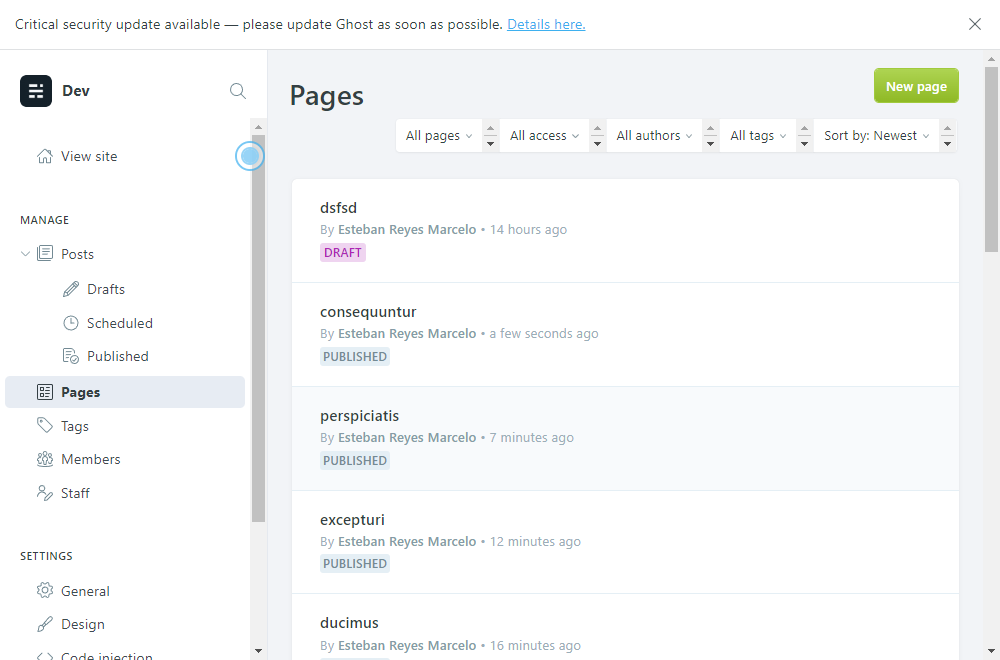 Critical security update available — please update Ghost as soon as possible. Details here.
Dev
View site
MANAGE
Posts
Drafts
Scheduled
Published
Pages
Tags
Members
Staff
SETTINGS
General
Design
Code injection
Pages
New page
All pages
All access
All authors
All tags
Sort by: Newest
dsfsd
By Esteban Reyes Marcelo • 14 hours ago
DRAFT
consequuntur
By Esteban Reyes Marcelo • a few seconds ago
PUBLISHED
perspiciatis
By Esteban Reyes Marcelo • 7 minutes ago
PUBLISHED
excepturi
By Esteban Reyes Marcelo • 12 minutes ago
PUBLISHED
ducimus
By Esteban Reyes Marcelo • 16 minutes ago